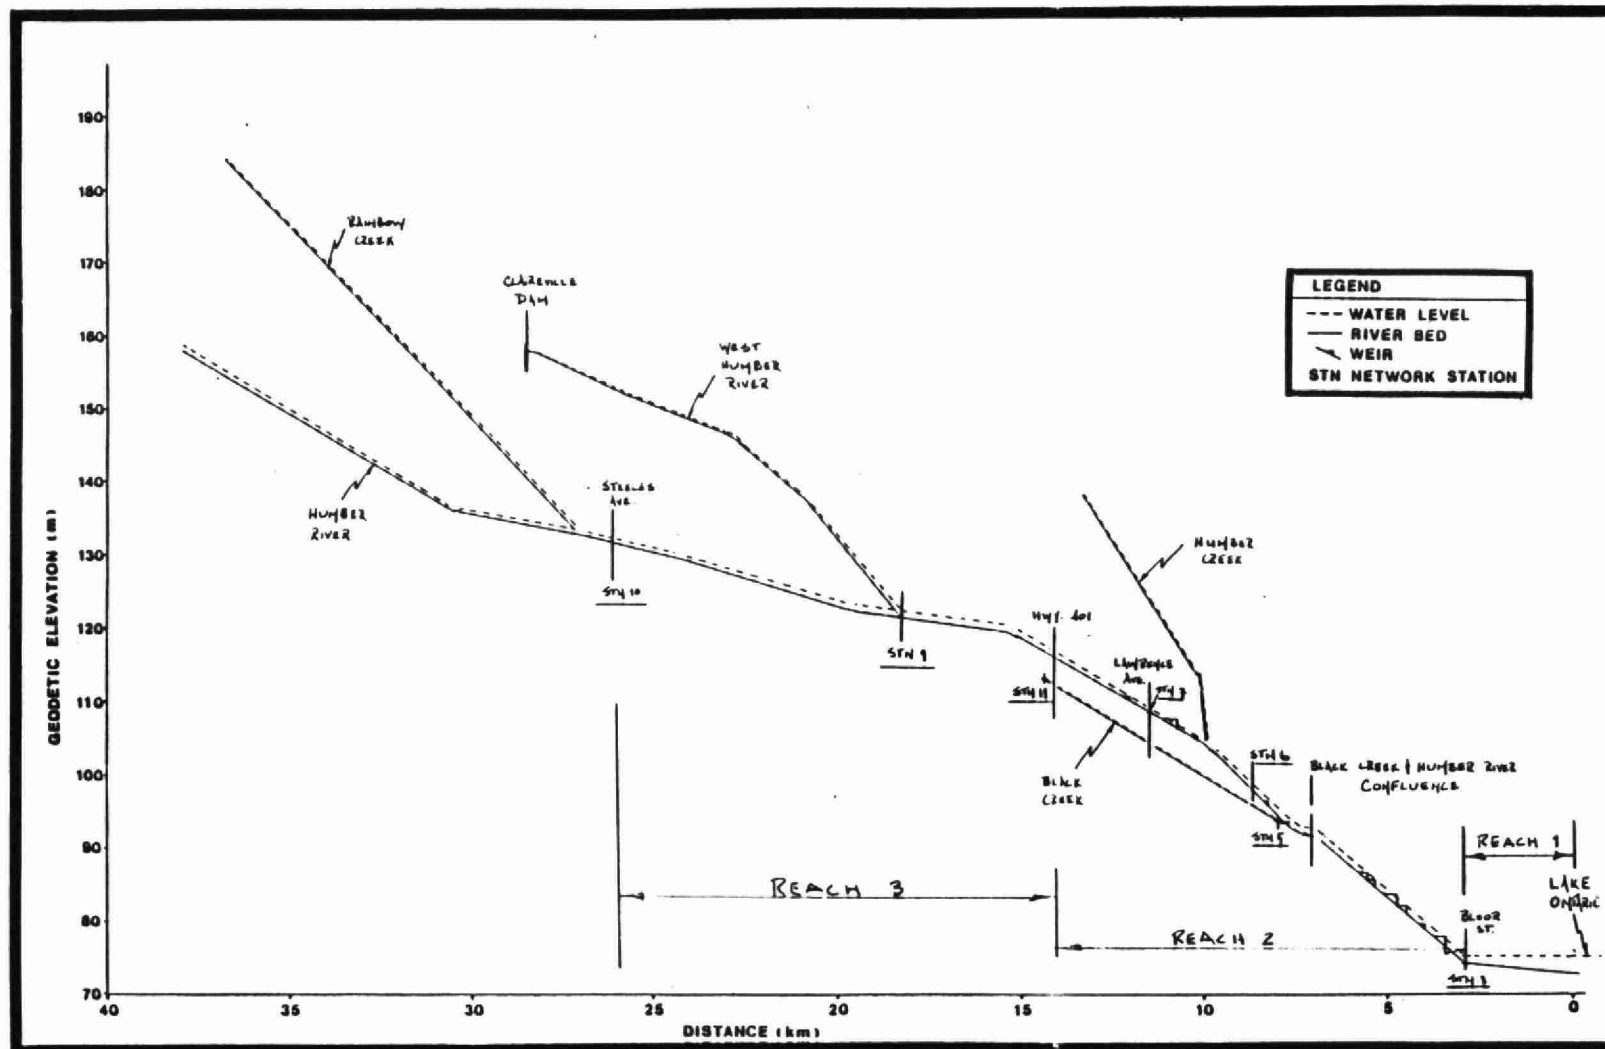 190
180
170
160
150
140
130
120
110
100
90
80
70
GEODETIC ELEVATION (m)
RAINBOW
CREEK
HUMBER
RIVER
CLAREVILLE
DAM
WEST
HUMBER
RIVER
STEELES
AVE.
STN 10
STN 9
HWY. 401
STN 11
LAWRENCE
AVE.
STN 7
HUMBER
CREEK
BLACK
CREEK
STN 6
BLACK CREEK & HUMBER RIVER
CONFLUENCE
STN 5
REACH 3
REACH 2
REACH 1
LAKE
ONTARIO
BLOOR
ST.
STN 3
LEGEND
WATER LEVEL
RIVER BED
WEIR
STN NETWORK STATION
40 35 30 25 20 15 10 5 0
DISTANCE (km)